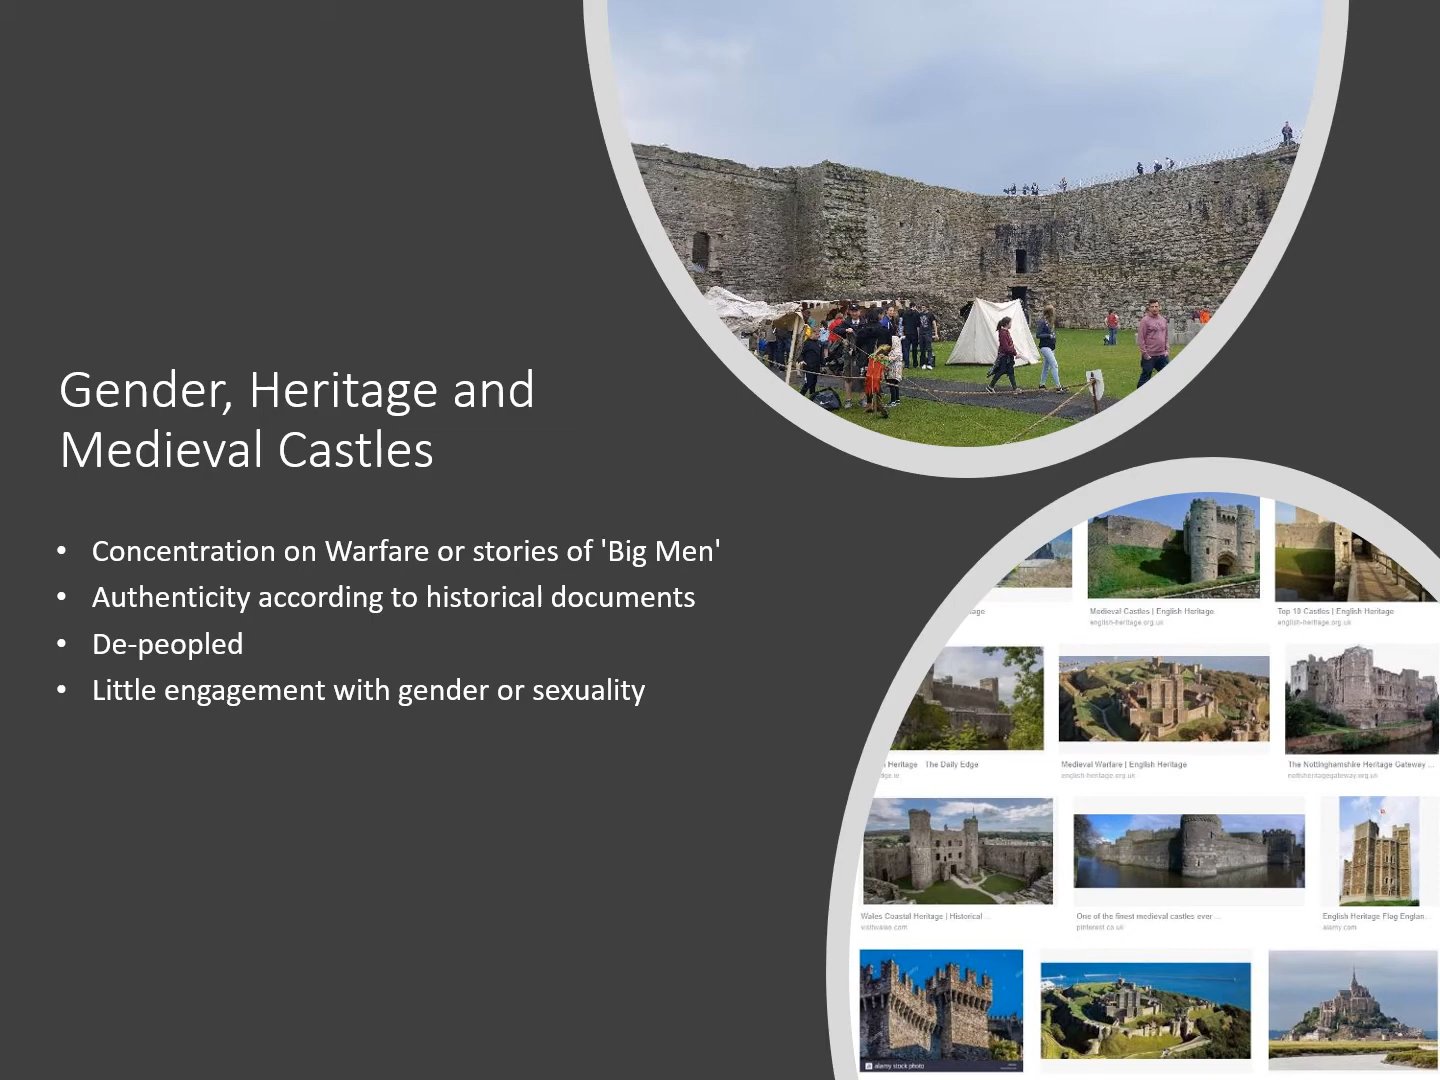 Gender, Heritage and
Medieval Castles
• Concentration on Warfare or stories of 'Big Men'
• Authenticity according to historical documents
• De-peopled
• Little engagement with gender or sexuality
Medieval Castles | English Heritage
english-heritage.org.uk
Top 10 Castles | English Heritage
english-heritage.org.uk
Heritage The Daily Edge
Medieval Warfare | English Heritage
english-heritage.org.uk
The Nottinghamshire Heritage Gateway ...
nottsheritagegateway.org.uk
Wales Coastal Heritage | Historical ...
visitwales.com
One of the finest medieval castles ever ...
pinterest.co.uk
English Heritage Flag Englan...
alamy.com
alamy stock photo